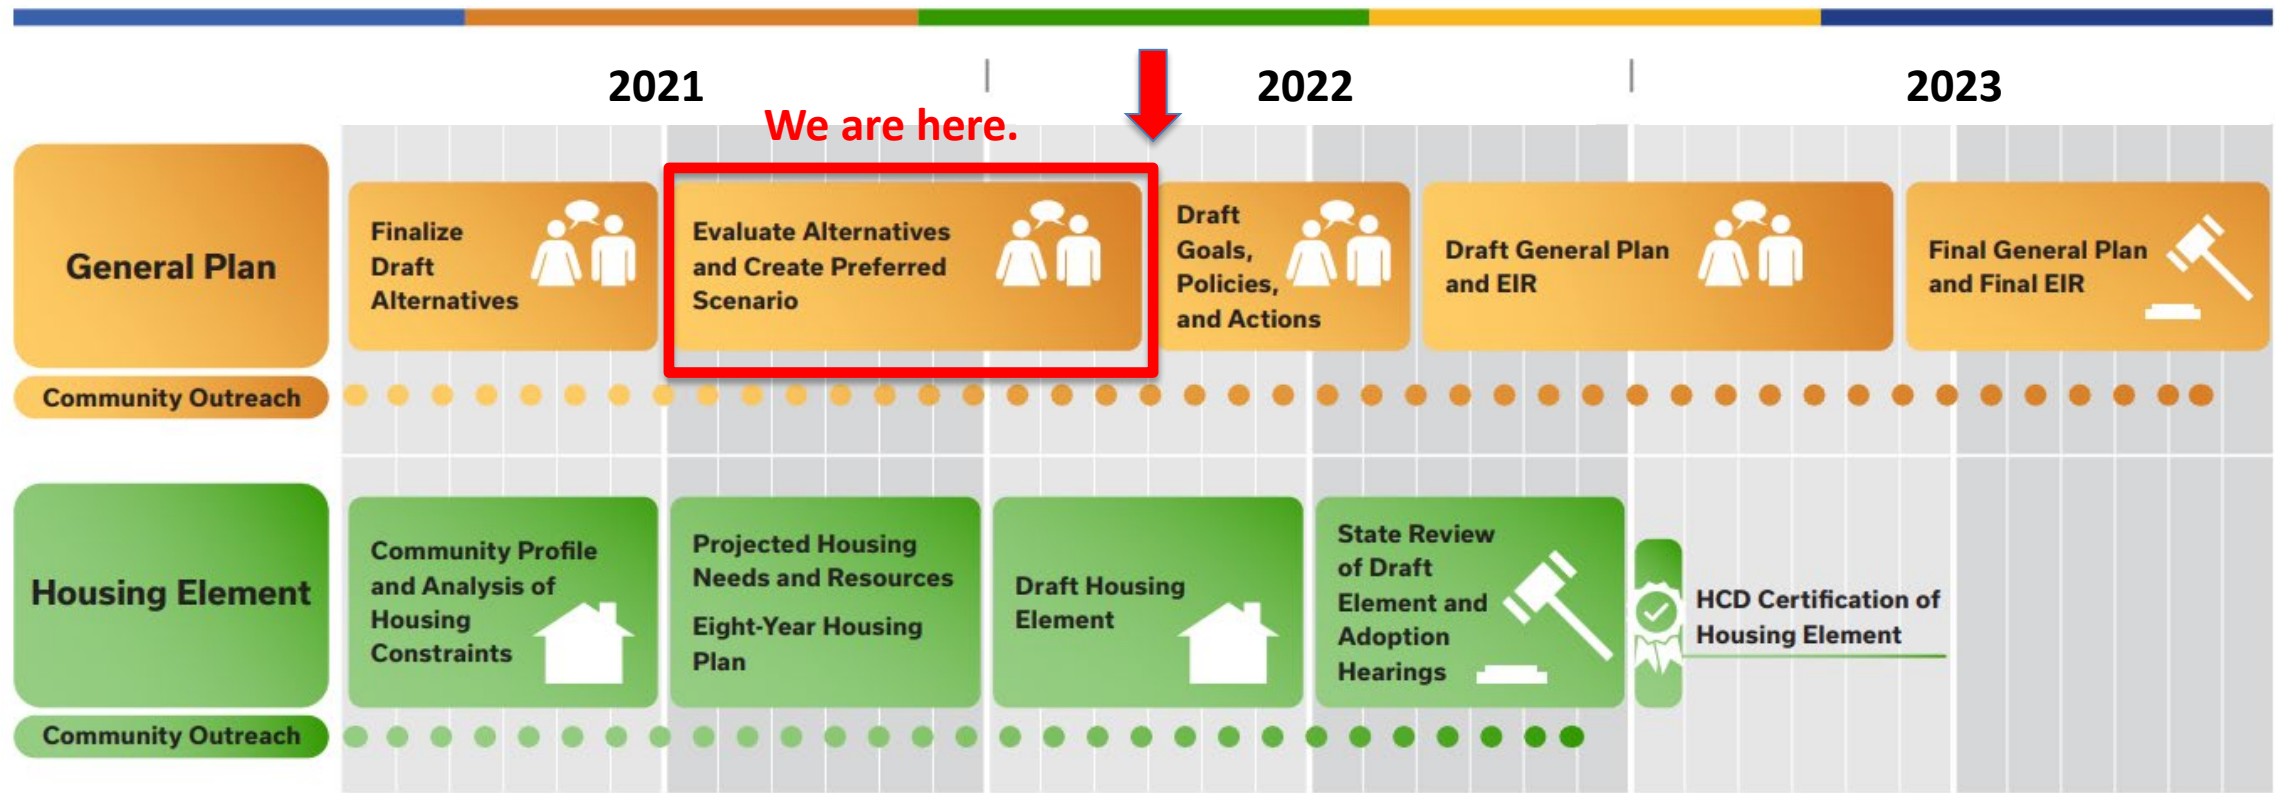 2021
2022
2023
We are here.
General Plan
Finalize
Draft
Alternatives
Evaluate Alternatives
and Create Preferred
Scenario
Draft
Goals,
Policies,
and Actions
Draft General Plan
and EIR
Final General Plan
and Final EIR
Community Outreach
Housing Element
Community Profile
and Analysis of
Housing
Constraints
Projected Housing
Needs and Resources
Eight-Year Housing
Plan
Draft Housing
Element
State Review
of Draft
Element and
Adoption
Hearings
HCD Certification of
Housing Element
Community Outreach